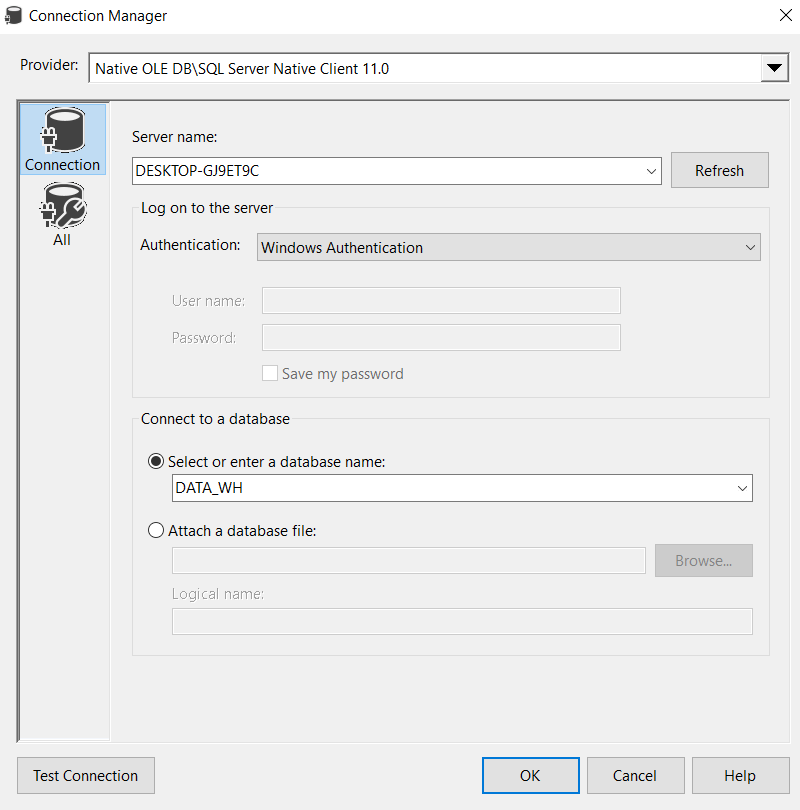 Connection Manager
Provider: Native OLE DB\SQL Server Native Client 11.0
Connection
All
Server name:
DESKTOP-GJ9ET9C Refresh
Log on to the server
Authentication: Windows Authentication
User name:
Password:
Save my password
Connect to a database
Select or enter a database name:
DATA_WH
Attach a database file:
Browse...
Logical name:
Test Connection OK Cancel Help